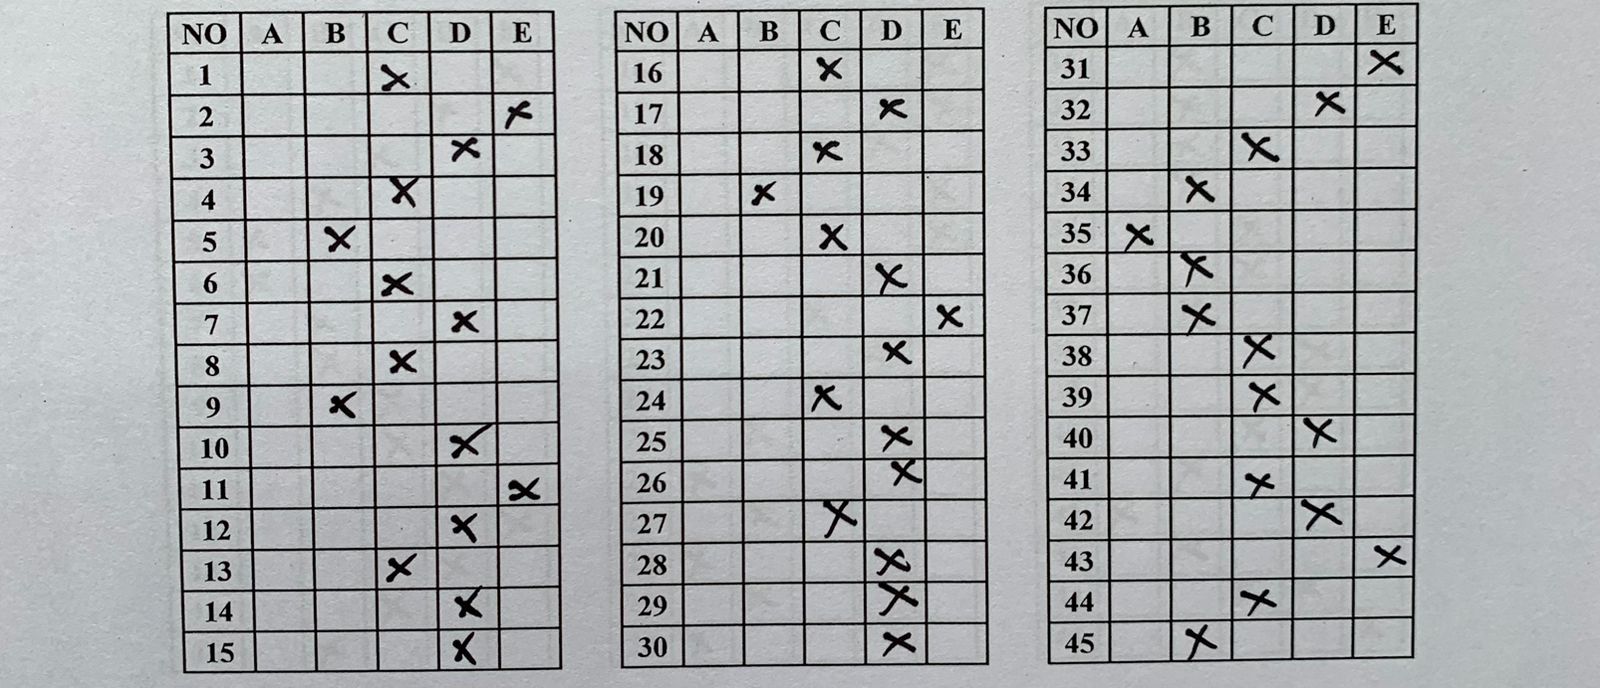 NO A B C D E
1 X
2 X
3 X
4 X
5 X
6 X
7 X
8 X
9 X
10 X
11 X
12 X
13 X
14 X
15 X
NO A B C D E
16 X
17 X
18 X
19 X
20 X
21 X
22 X
23 X
24 X
25 X
26 X
27 X
28 X
29 X
30 X
NO A B C D E
31 X
32 X
33 X
34 X
35 X
36 X
37 X
38 X
39 X
40 X
41 X
42 X
43 X
44 X
45 X